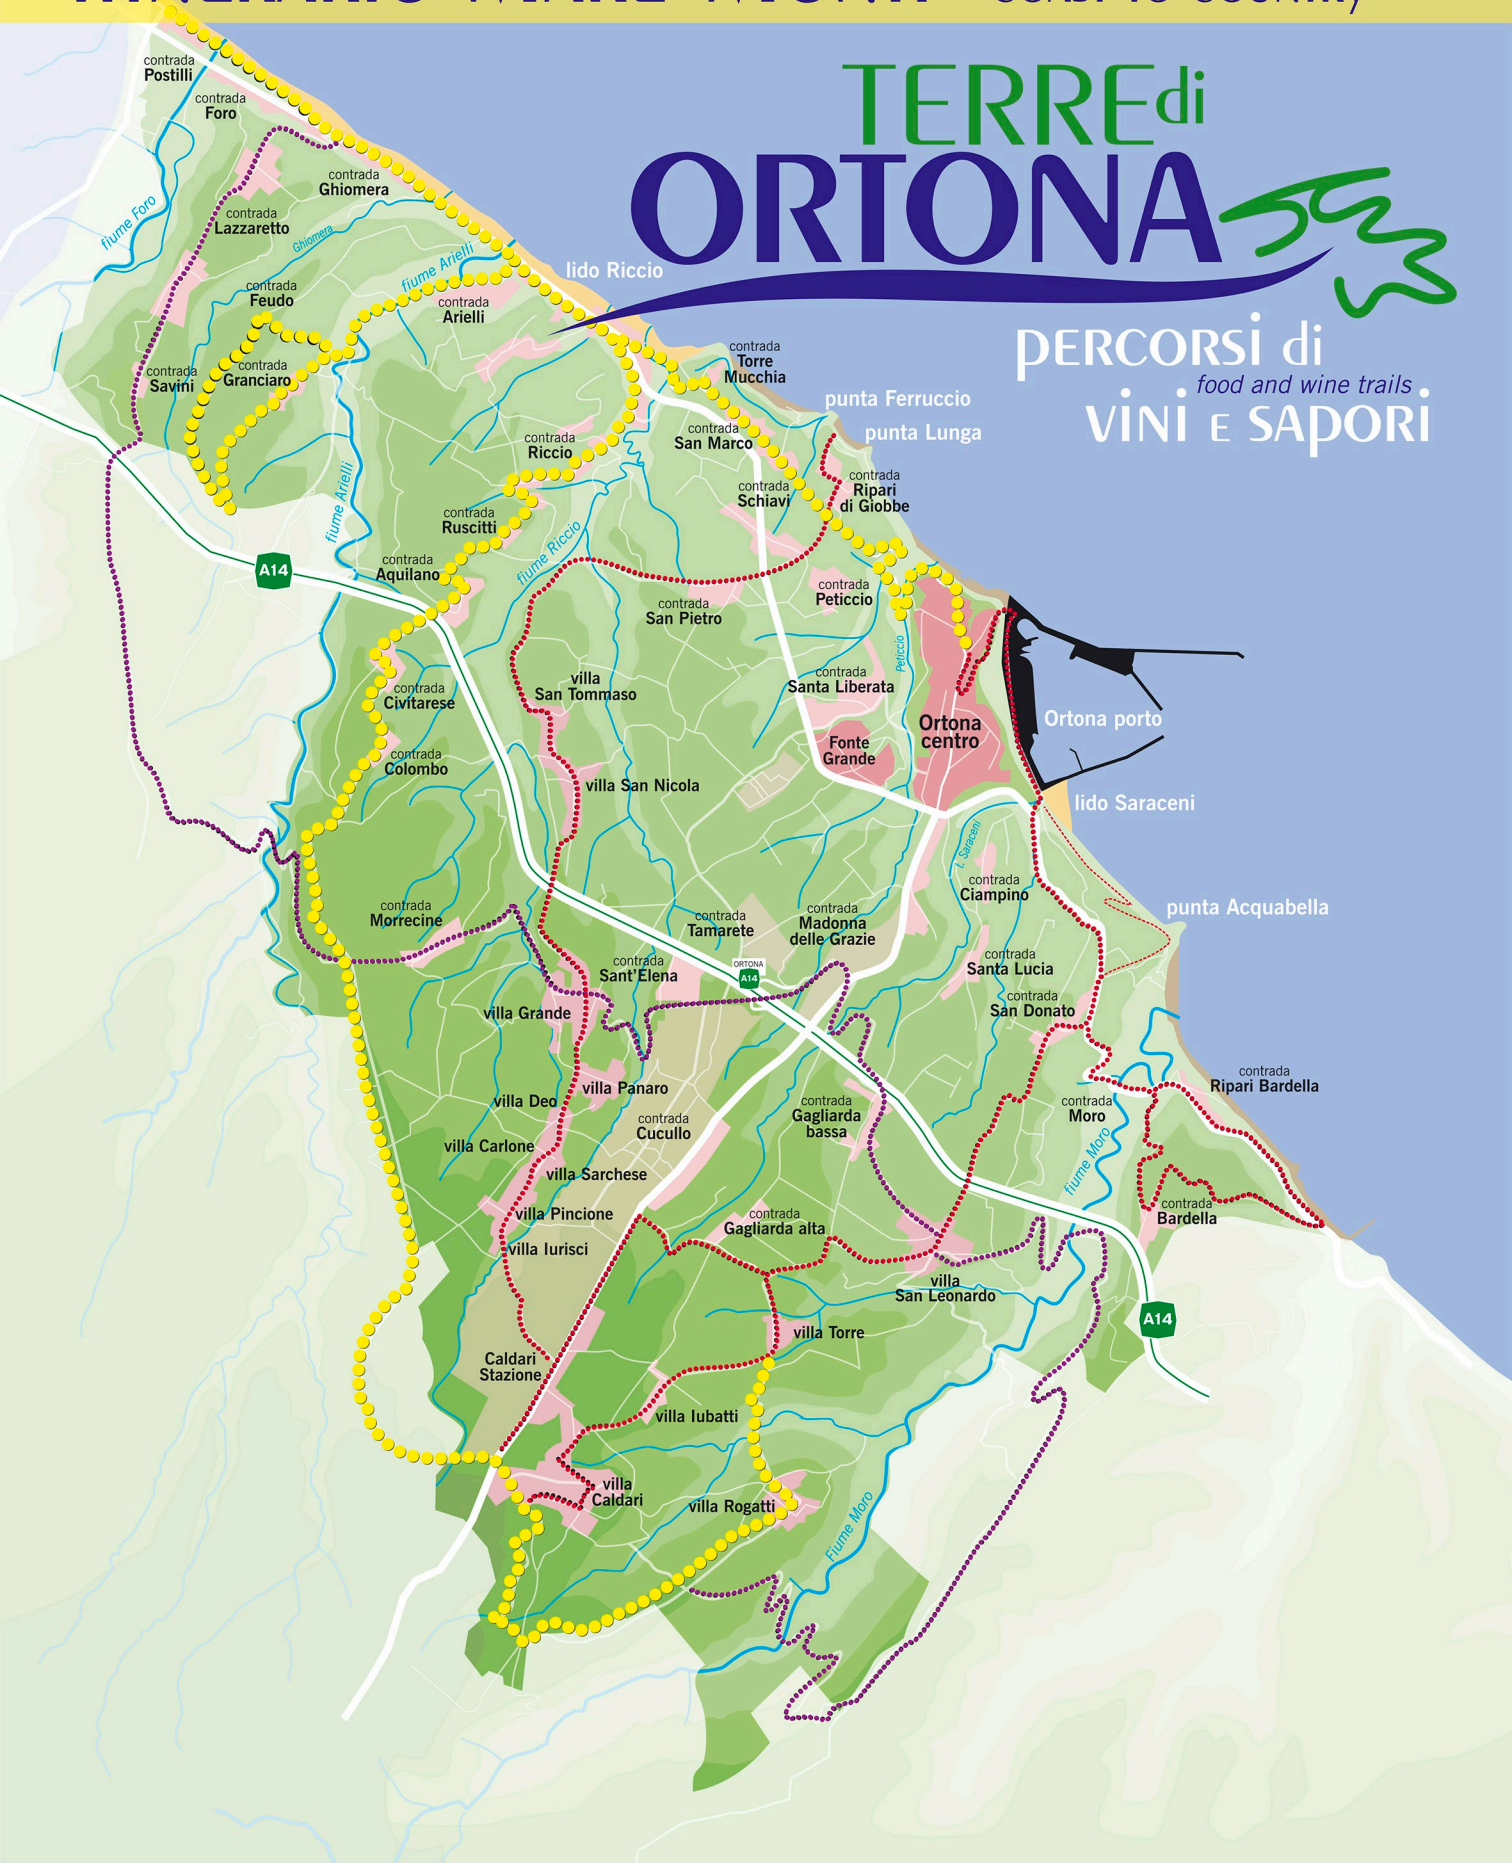 ITINERARIO MARE-MONTI - COAST TO COUNTRY
TERRE di
ORTONA
PERCORSI di
food and wine trails
VINI E SAPORI
contrada
Postilli
contrada
Foro
contrada
Ghiomera
contrada
Lazzaretto
fiume Foro
Ghiomera
fiume Arielli
lido Riccio
contrada
Feudo
contrada
Arielli
contrada
Savini
contrada
Granciaro
contrada
Torre
Mucchia
punta Ferruccio
punta Lunga
contrada
San Marco
contrada
Riccio
contrada
Schiavi
contrada
Ripari
di Giobbe
fiume Arielli
contrada
Ruscitti
fiume Riccio
A14
contrada
Aquilano
contrada
Peticcio
contrada
San Pietro
Peticcio
villa
San Tommaso
contrada
Santa Liberata
contrada
Civitarese
Ortona
centro
Ortona porto
Fonte
Grande
contrada
Colombo
villa San Nicola
lido Saraceni
t. Saraceni
contrada
Ciampino
punta Acquabella
contrada
Morrecine
contrada
Tamarete
contrada
Madonna
delle Grazie
contrada
Sant'Elena
ORTONA
A14
contrada
Santa Lucia
villa Grande
contrada
San Donato
contrada
Ripari Bardella
villa Panaro
villa Deo
contrada
Gagliarda
bassa
contrada
Moro
contrada
Cucullo
villa Carlone
fiume Moro
villa Sarchese
villa Pincione
contrada
Gagliarda alta
contrada
Bardella
villa Iurisci
villa
San Leonardo
A14
villa Torre
Caldari
Stazione
villa Iubatti
villa
Caldari
villa Rogatti
Fiume Moro